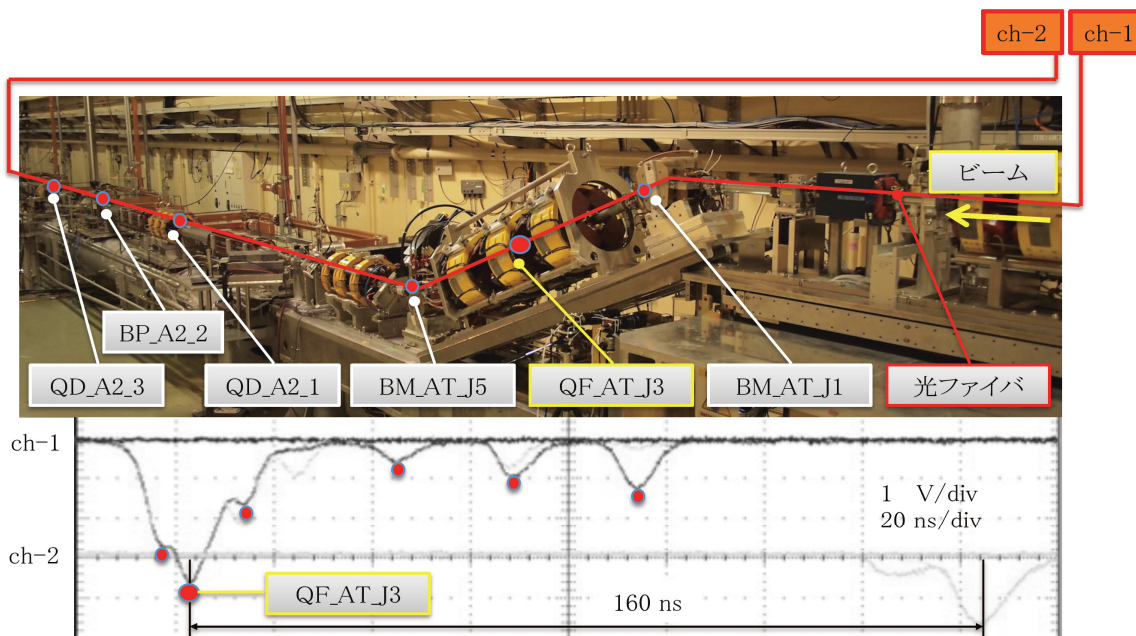 ch-2
ch-1
ビーム
BP_A2_2
QD_A2_3
QD_A2_1
BM_AT_J5
QF_AT_J3
BM_AT_J1
光ファイバ
ch-1
1 V/div
20 ns/div
ch-2
QF_AT_J3
160 ns